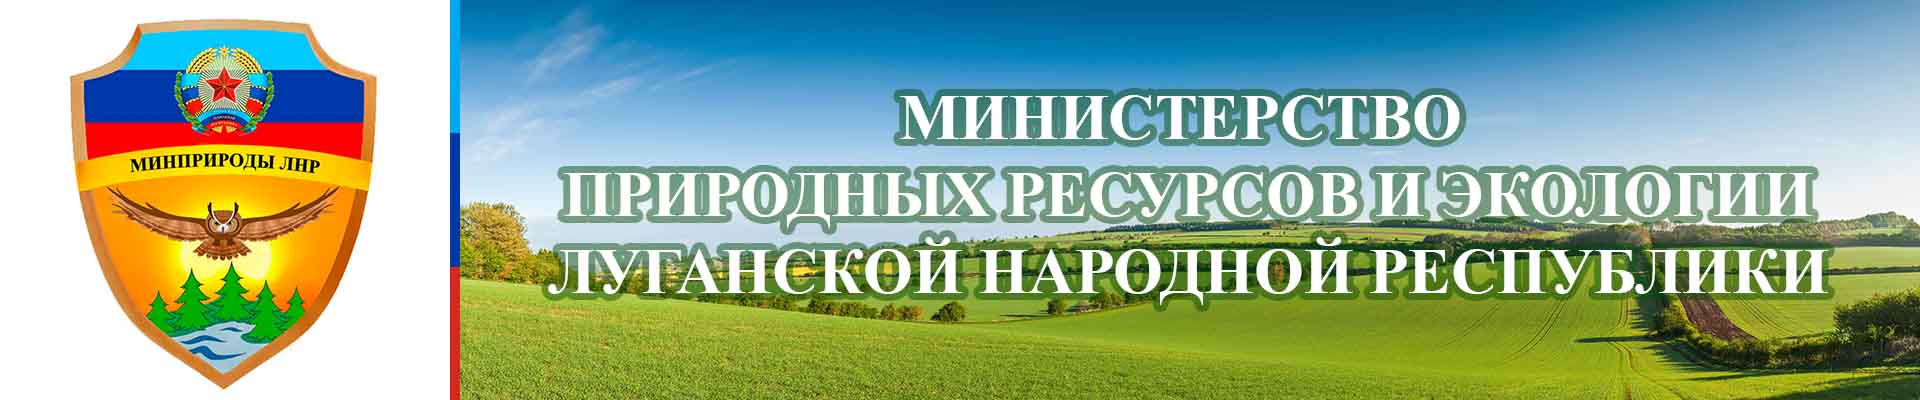 МИНПРИРОДЫ ЛНР
МИНИСТЕРСТВО
ПРИРОДНЫХ РЕСУРСОВ И ЭКОЛОГИИ
ЛУГАНСКОЙ НАРОДНОЙ РЕСПУБЛИКИ